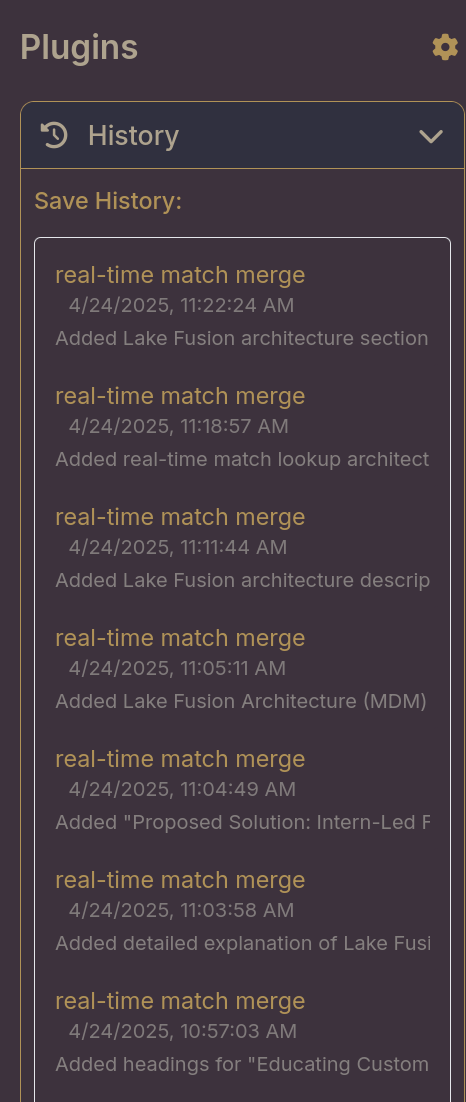 Plugins
History
Save History:
real-time match merge
4/24/2025, 11:22:24 AM
Added Lake Fusion architecture section
real-time match merge
4/24/2025, 11:18:57 AM
Added real-time match lookup architect
real-time match merge
4/24/2025, 11:11:44 AM
Added Lake Fusion architecture descrip
real-time match merge
4/24/2025, 11:05:11 AM
Added Lake Fusion Architecture (MDM)
real-time match merge
4/24/2025, 11:04:49 AM
Added "Proposed Solution: Intern-Led F
real-time match merge
4/24/2025, 11:03:58 AM
Added detailed explanation of Lake Fusi
real-time match merge
4/24/2025, 10:57:03 AM
Added headings for "Educating Custom